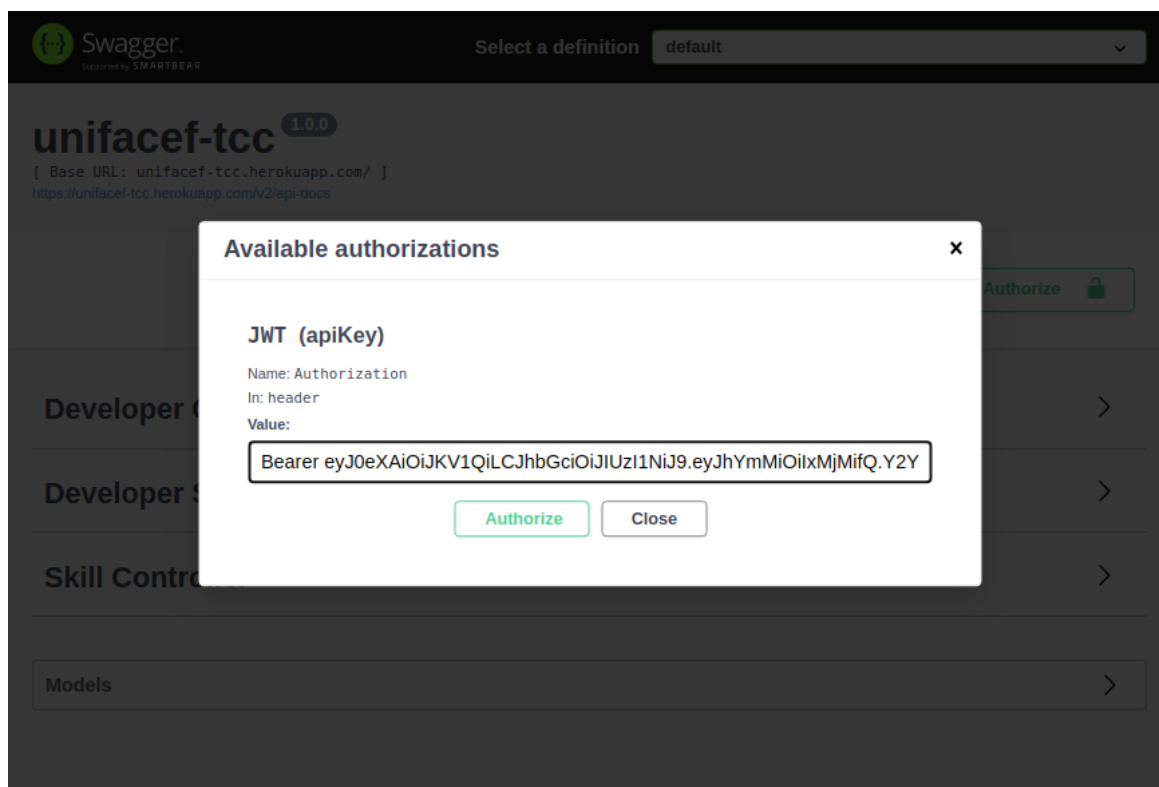 Swagger.
Supported by SMARTBEAR
Select a definition
default
unifacef-tcc 1.0.0
[ Base URL: unifacef-tcc.herokuapp.com/ ]
https://unifacef-tcc.herokuapp.com/v2/api-docs
Available authorizations
Authorize
JWT (apiKey)
Name: Authorization
In: header
Value:
Bearer eyJ0eXAiOiJKV1QiLCJhbGciOiJIUzI1NiJ9.eyJhYmMiOiIxMjMifQ.Y2Y
Authorize
Close
Developer
Developer
Skill
Models